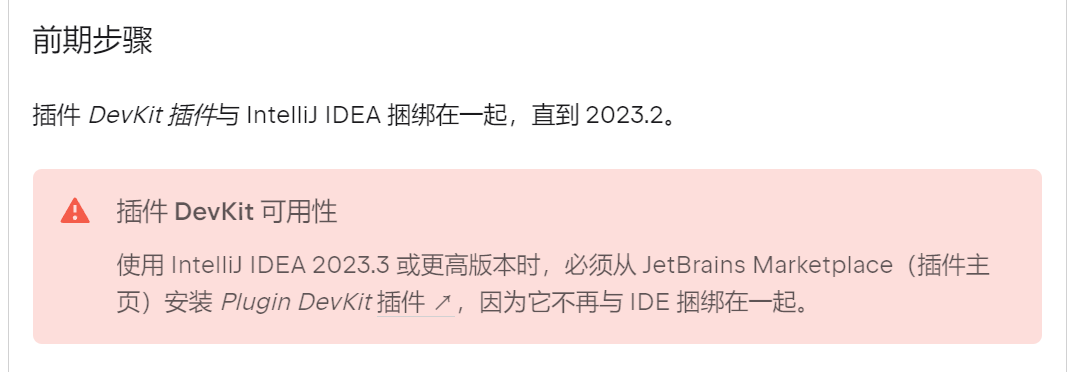 前期步骤
插件 DevKit 插件与 IntelliJ IDEA 捆绑在一起，直到 2023.2。
插件 DevKit 可用性
使用 IntelliJ IDEA 2023.3 或更高版本时，必须从 JetBrains Marketplace（插件主
页）安装 Plugin DevKit 插件 ↗，因为它不再与 IDE 捆绑在一起。